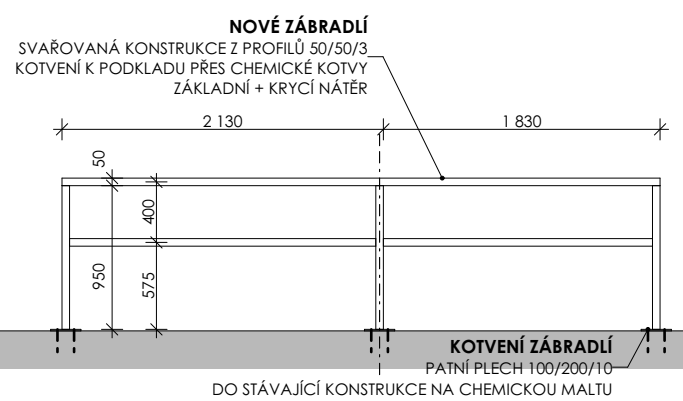 NOVÉ ZÁBRADLÍ
SVAŘOVANÁ KONSTRUKCE Z PROFILŮ 50/50/3
KOTVENÍ K PODKLADU PŘES CHEMICKÉ KOTVY
ZÁKLADNÍ + KRYCÍ NÁTĚR
2 130
1 830
50
400
950
575
KOTVENÍ ZÁBRADLÍ
PATNÍ PLECH 100/200/10
DO STÁVAJÍCÍ KONSTRUKCE NA CHEMICKOU MALTU